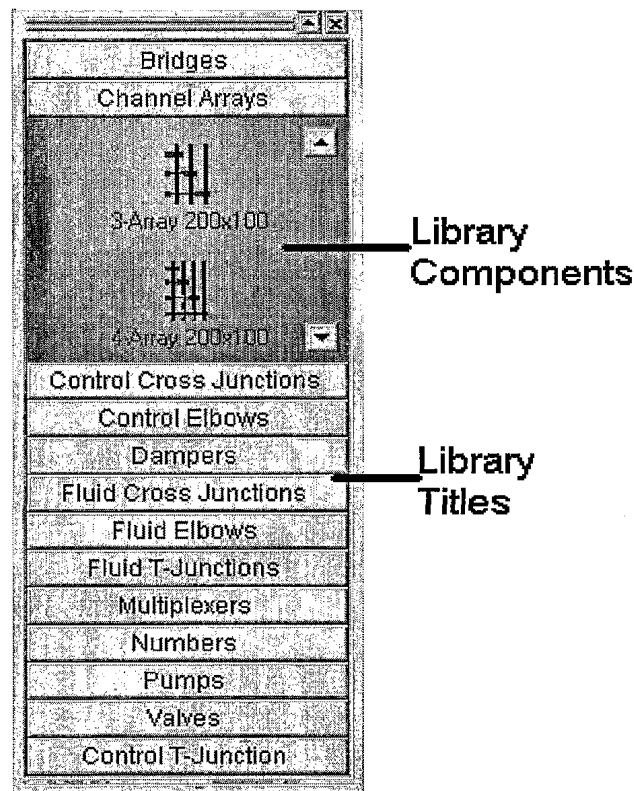 Bridges
Channel Arrays
3-Array 200x100
4-Array 200x100
Library
Components
Control Cross Junctions
Control Elbows
Dampers
Fluid Cross Junctions
Library
Titles
Fluid Elbows
Fluid T-Junctions
Multiplexers
Numbers
Pumps
Valves
Control T-Junction